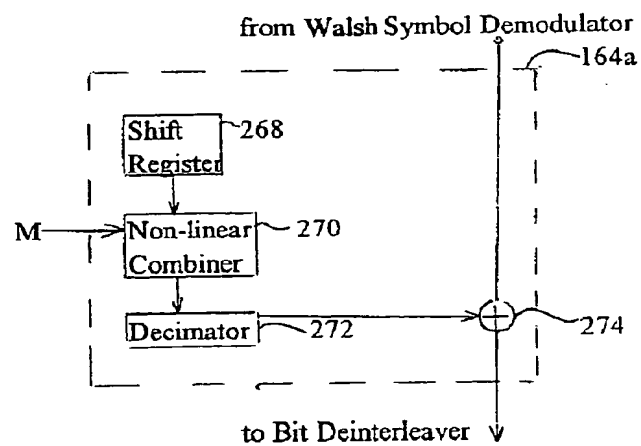 from Walsh Symbol Demodulator
164a
Shift
Register
268
M
Non-linear
Combiner
270
Decimator
272
274
to Bit Deinterleaver